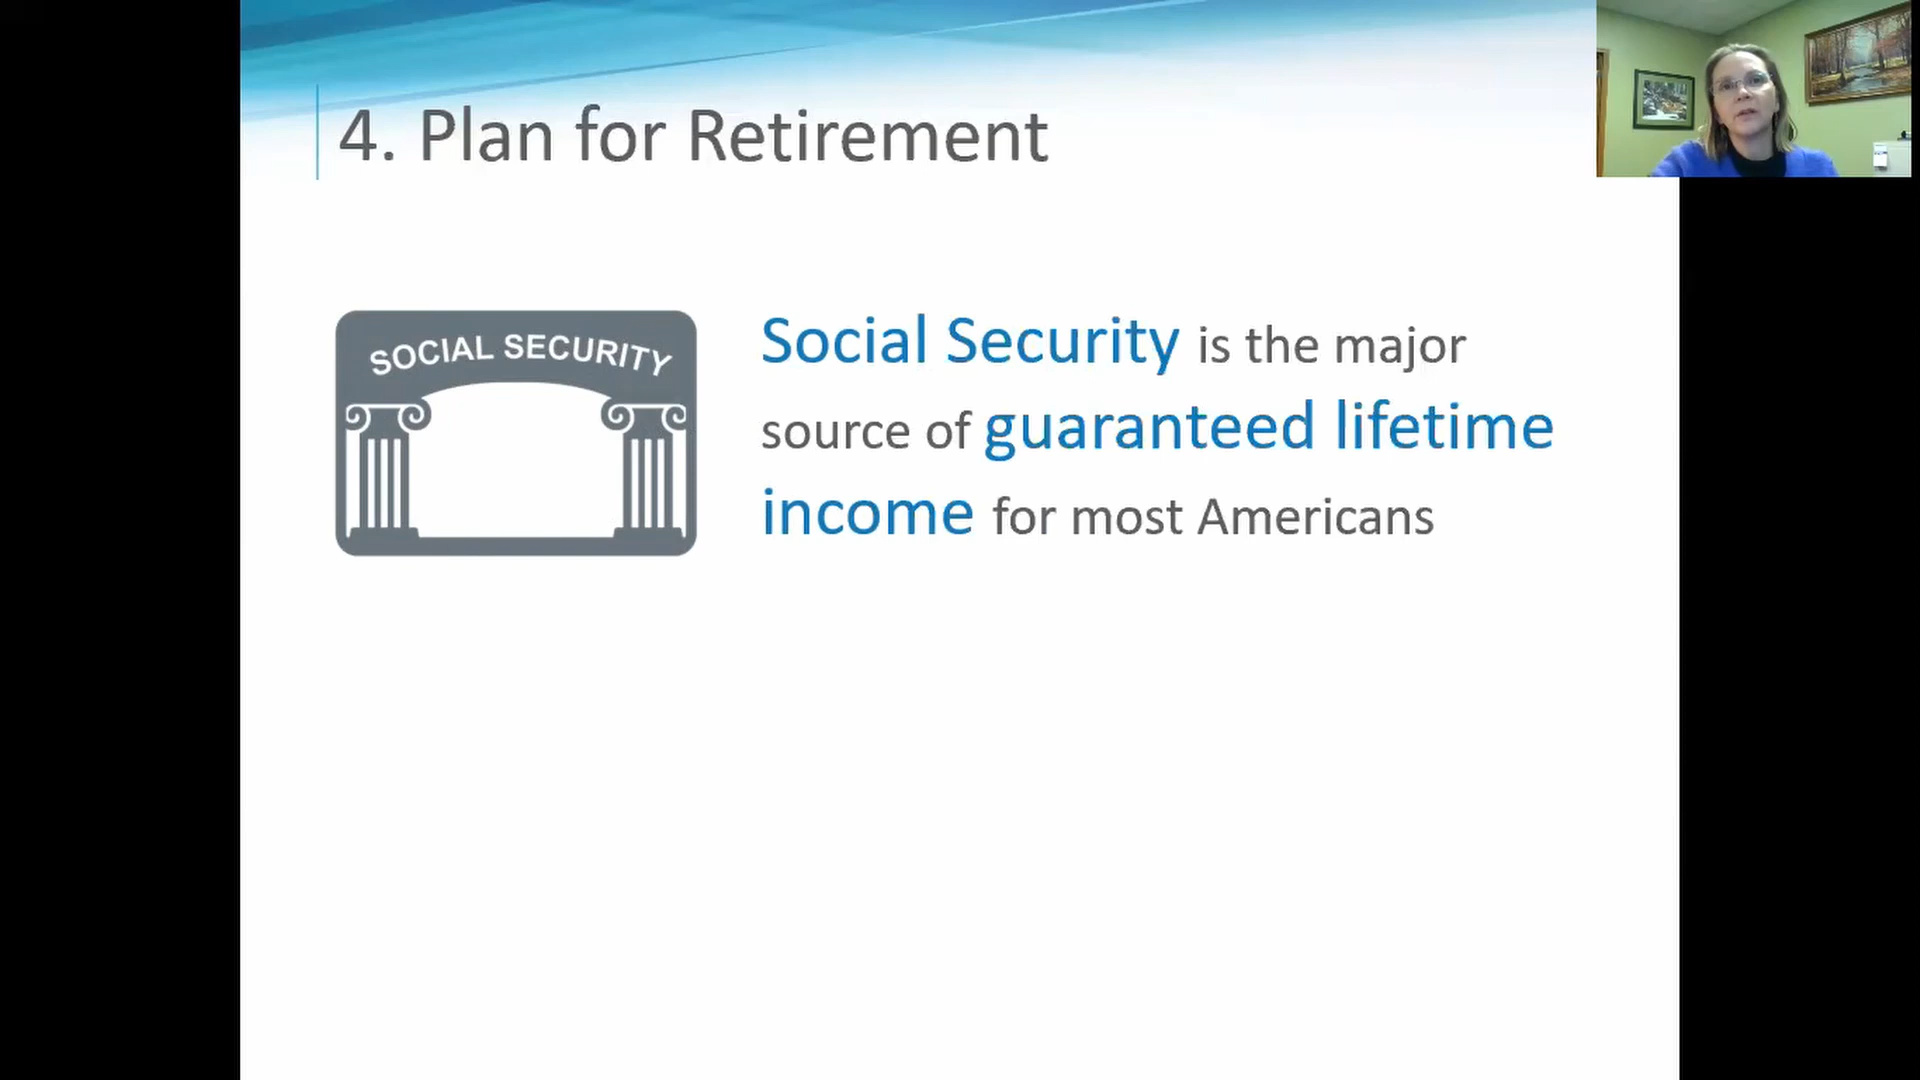 4. Plan for Retirement
SOCIAL SECURITY
Social Security is the major
source of guaranteed lifetime
income for most Americans